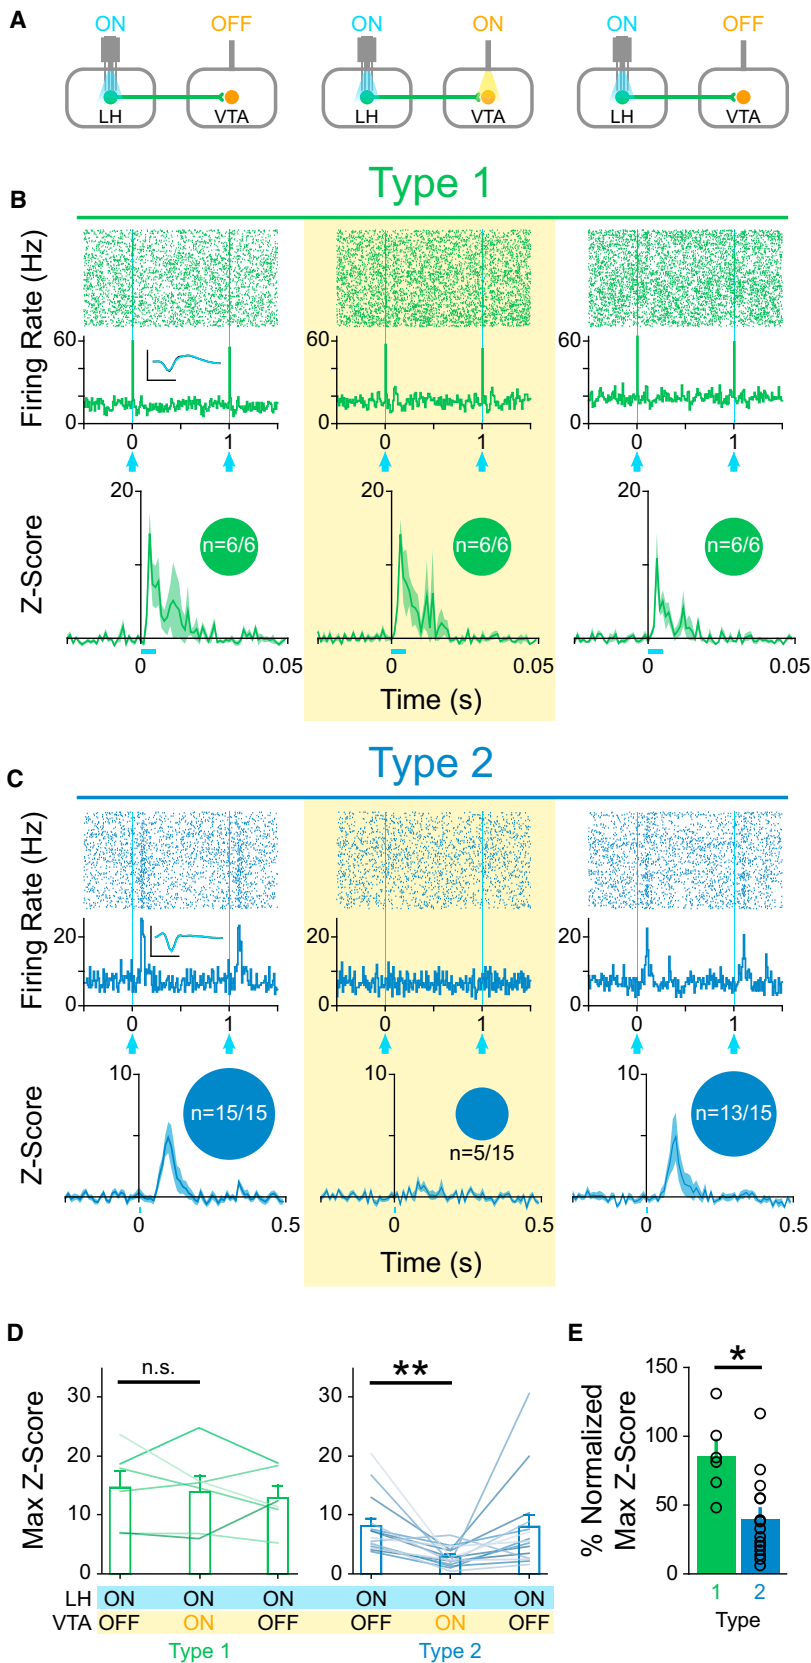 A
ON OFF ON ON ON OFF
LH VTA LH VTA LH VTA
B
Type 1
Firing Rate (Hz)
60 60 60
0 0 0
0 1 0 1 0 1
Z-Score
20 20 20
n=6/6 n=6/6 n=6/6
0 0.05 0 0.05 0 0.05
Time (s)
C
Type 2
Firing Rate (Hz)
20 20 20
0 0 0
0 1 0 1 0 1
Z-Score
10 10 10
n=15/15 n=5/15 n=13/15
0 0.5 0 0.5 0 0.5
Time (s)
D
Max Z-Score
30
20
10
0
n.s.
30
20
10
0
**
LH ON ON ON ON ON ON
VTA OFF ON OFF OFF ON OFF
Type 1 Type 2
E
% Normalized
Max Z-Score
150
100
50
0
*
1 2
Type